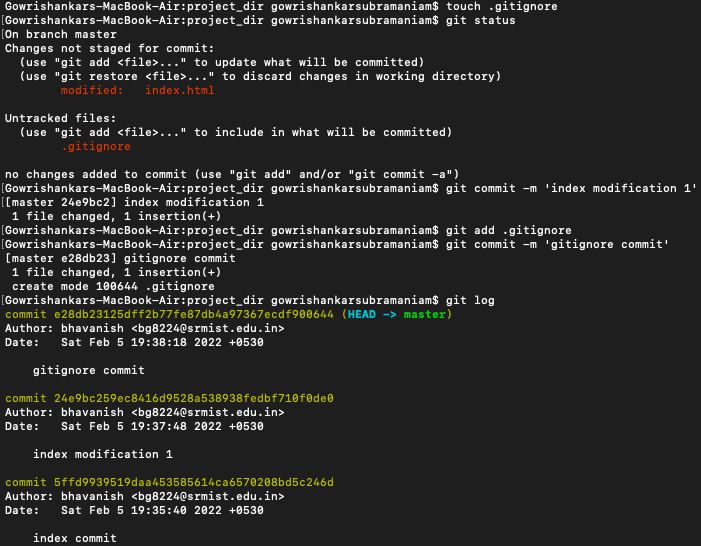 Gowrishankars-MacBook-Air:project_dir gowrishankarsubramaniam$ touch .gitignore
[Gowrishankars-MacBook-Air:project_dir gowrishankarsubramaniam$ git status
[On branch master
Changes not staged for commit:
  (use "git add <file>..." to update what will be committed)
  (use "git restore <file>..." to discard changes in working directory)
        modified:   index.html

Untracked files:
  (use "git add <file>..." to include in what will be committed)
        .gitignore

no changes added to commit (use "git add" and/or "git commit -a")
[Gowrishankars-MacBook-Air:project_dir gowrishankarsubramaniam$ git commit -m 'index modification 1'
[[master 24e9bc2] index modification 1
 1 file changed, 1 insertion(+)
[Gowrishankars-MacBook-Air:project_dir gowrishankarsubramaniam$ git add .gitignore
[Gowrishankars-MacBook-Air:project_dir gowrishankarsubramaniam$ git commit -m 'gitignore commit'
[master e28db23] gitignore commit
 1 file changed, 1 insertion(+)
 create mode 100644 .gitignore
[Gowrishankars-MacBook-Air:project_dir gowrishankarsubramaniam$ git log
commit e28db23125dff2b77fe87db4a97367ecdf900644 (HEAD -> master)
Author: bhavanish <bg8224@srmist.edu.in>
Date:   Sat Feb 5 19:38:18 2022 +0530

    gitignore commit

commit 24e9bc259ec8416d9528a538938fedbf710f0de0
Author: bhavanish <bg8224@srmist.edu.in>
Date:   Sat Feb 5 19:37:48 2022 +0530

    index modification 1

commit 5ffd9939519daa453585614ca6570208bd5c246d
Author: bhavanish <bg8224@srmist.edu.in>
Date:   Sat Feb 5 19:35:40 2022 +0530

    index commit